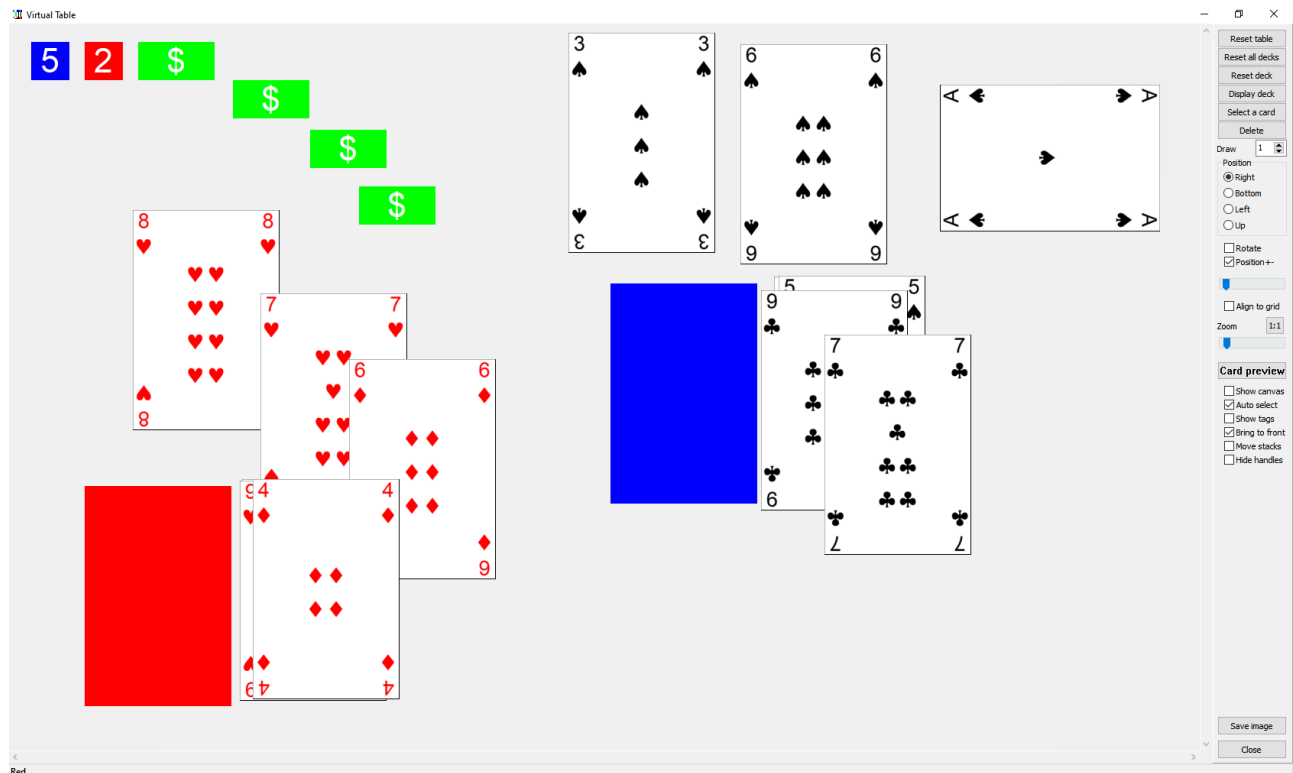 Virtual Table
5 2 $
$
$
$
3 3
3 3
6 6
6 6
A A
A A
8 8
8
7 7
6 6
6
9
9
4 4
4 4
5 5
9 9
9
7 7
7 7
Reset table
Reset all decks
Reset deck
Display deck
Select a card
Delete
Draw 1
Position
Right
Bottom
Left
Up
Rotate
Position+-
Align to grid
Zoom 1:1
Card preview
Show canvas
Auto select
Show tags
Bring to front
Move stacks
Hide handles
Save image
Close
Red